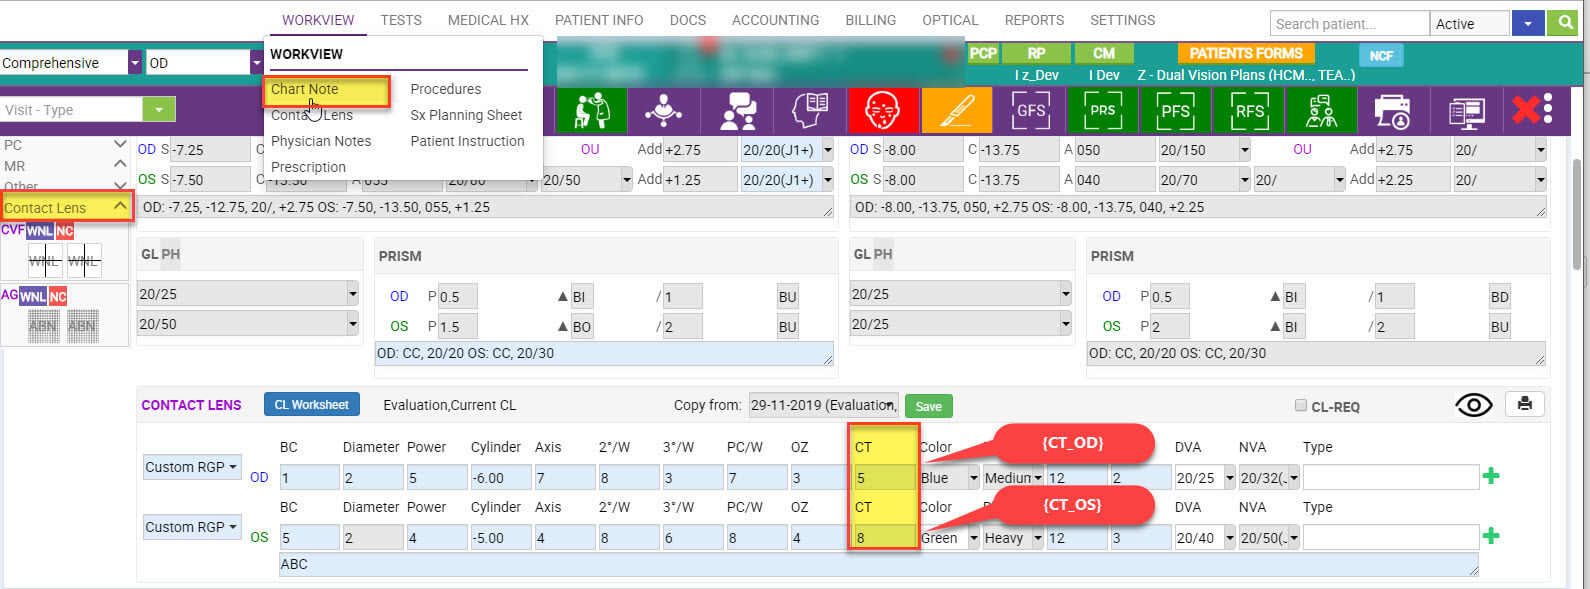 WORKVIEW TESTS MEDICAL HX PATIENT INFO DOCS ACCOUNTING BILLING OPTICAL REPORTS SETTINGS Search patient... Active
WORKVIEW
Chart Note Procedures
Contact Lens Sx Planning Sheet
Physician Notes Patient Instruction
Prescription
Comprehensive OD
PCP RP CM PATIENTS FORMS NCF
I z_Dev I Dev Z - Dual Vision Plans (HCM.., TEA..)
Visit - Type GFS PRS PFS RFS
PC
MR
Other
Contact Lens
CVF WNL NC
WNL WNL
AG WNL NC
ABN ABN
OD S -7.25 C OU Add +2.75 20/20(J1+)
OS S -7.50 C -13.50 A 055 20/60 20/50 Add +1.25 20/20(J1+)
OD: -7.25, -12.75, 20/, +2.75 OS: -7.50, -13.50, 055, +1.25
OD S -8.00 C -13.75 A 050 20/150 OU Add +2.75 20/
OS S -8.00 C -13.75 A 040 20/70 20/ Add +2.25 20/
OD: -8.00, -13.75, 050, +2.75 OS: -8.00, -13.75, 040, +2.25
GL PH
20/25
20/50
PRISM
OD P 0.5 ▲ BI / 1 BU
OS P 1.5 ▲ BO / 2 BU
OD: CC, 20/20 OS: CC, 20/30
GL PH
20/25
20/25
PRISM
OD P 0.5 ▲ BI / 1 BD
OS P 2 ▲ BI / 2 BU
OD: CC, 20/20 OS: CC, 20/30
CONTACT LENS CL Worksheet Evaluation,Current CL Copy from: 29-11-2019 (Evaluation, Save CL-REQ
BC Diameter Power Cylinder Axis 2°/W 3°/W PC/W OZ CT Color DVA NVA Type
Custom RGP OD 1 2 5 -6.00 7 8 3 7 3 5 Blue Medium 12 2 20/25 20/32(
{CT_OD}
BC Diameter Power Cylinder Axis 2°/W 3°/W PC/W OZ CT Color DVA NVA Type
Custom RGP OS 5 2 4 -5.00 4 8 6 8 4 8 Green Heavy 12 3 20/40 20/50(
{CT_OS}
ABC